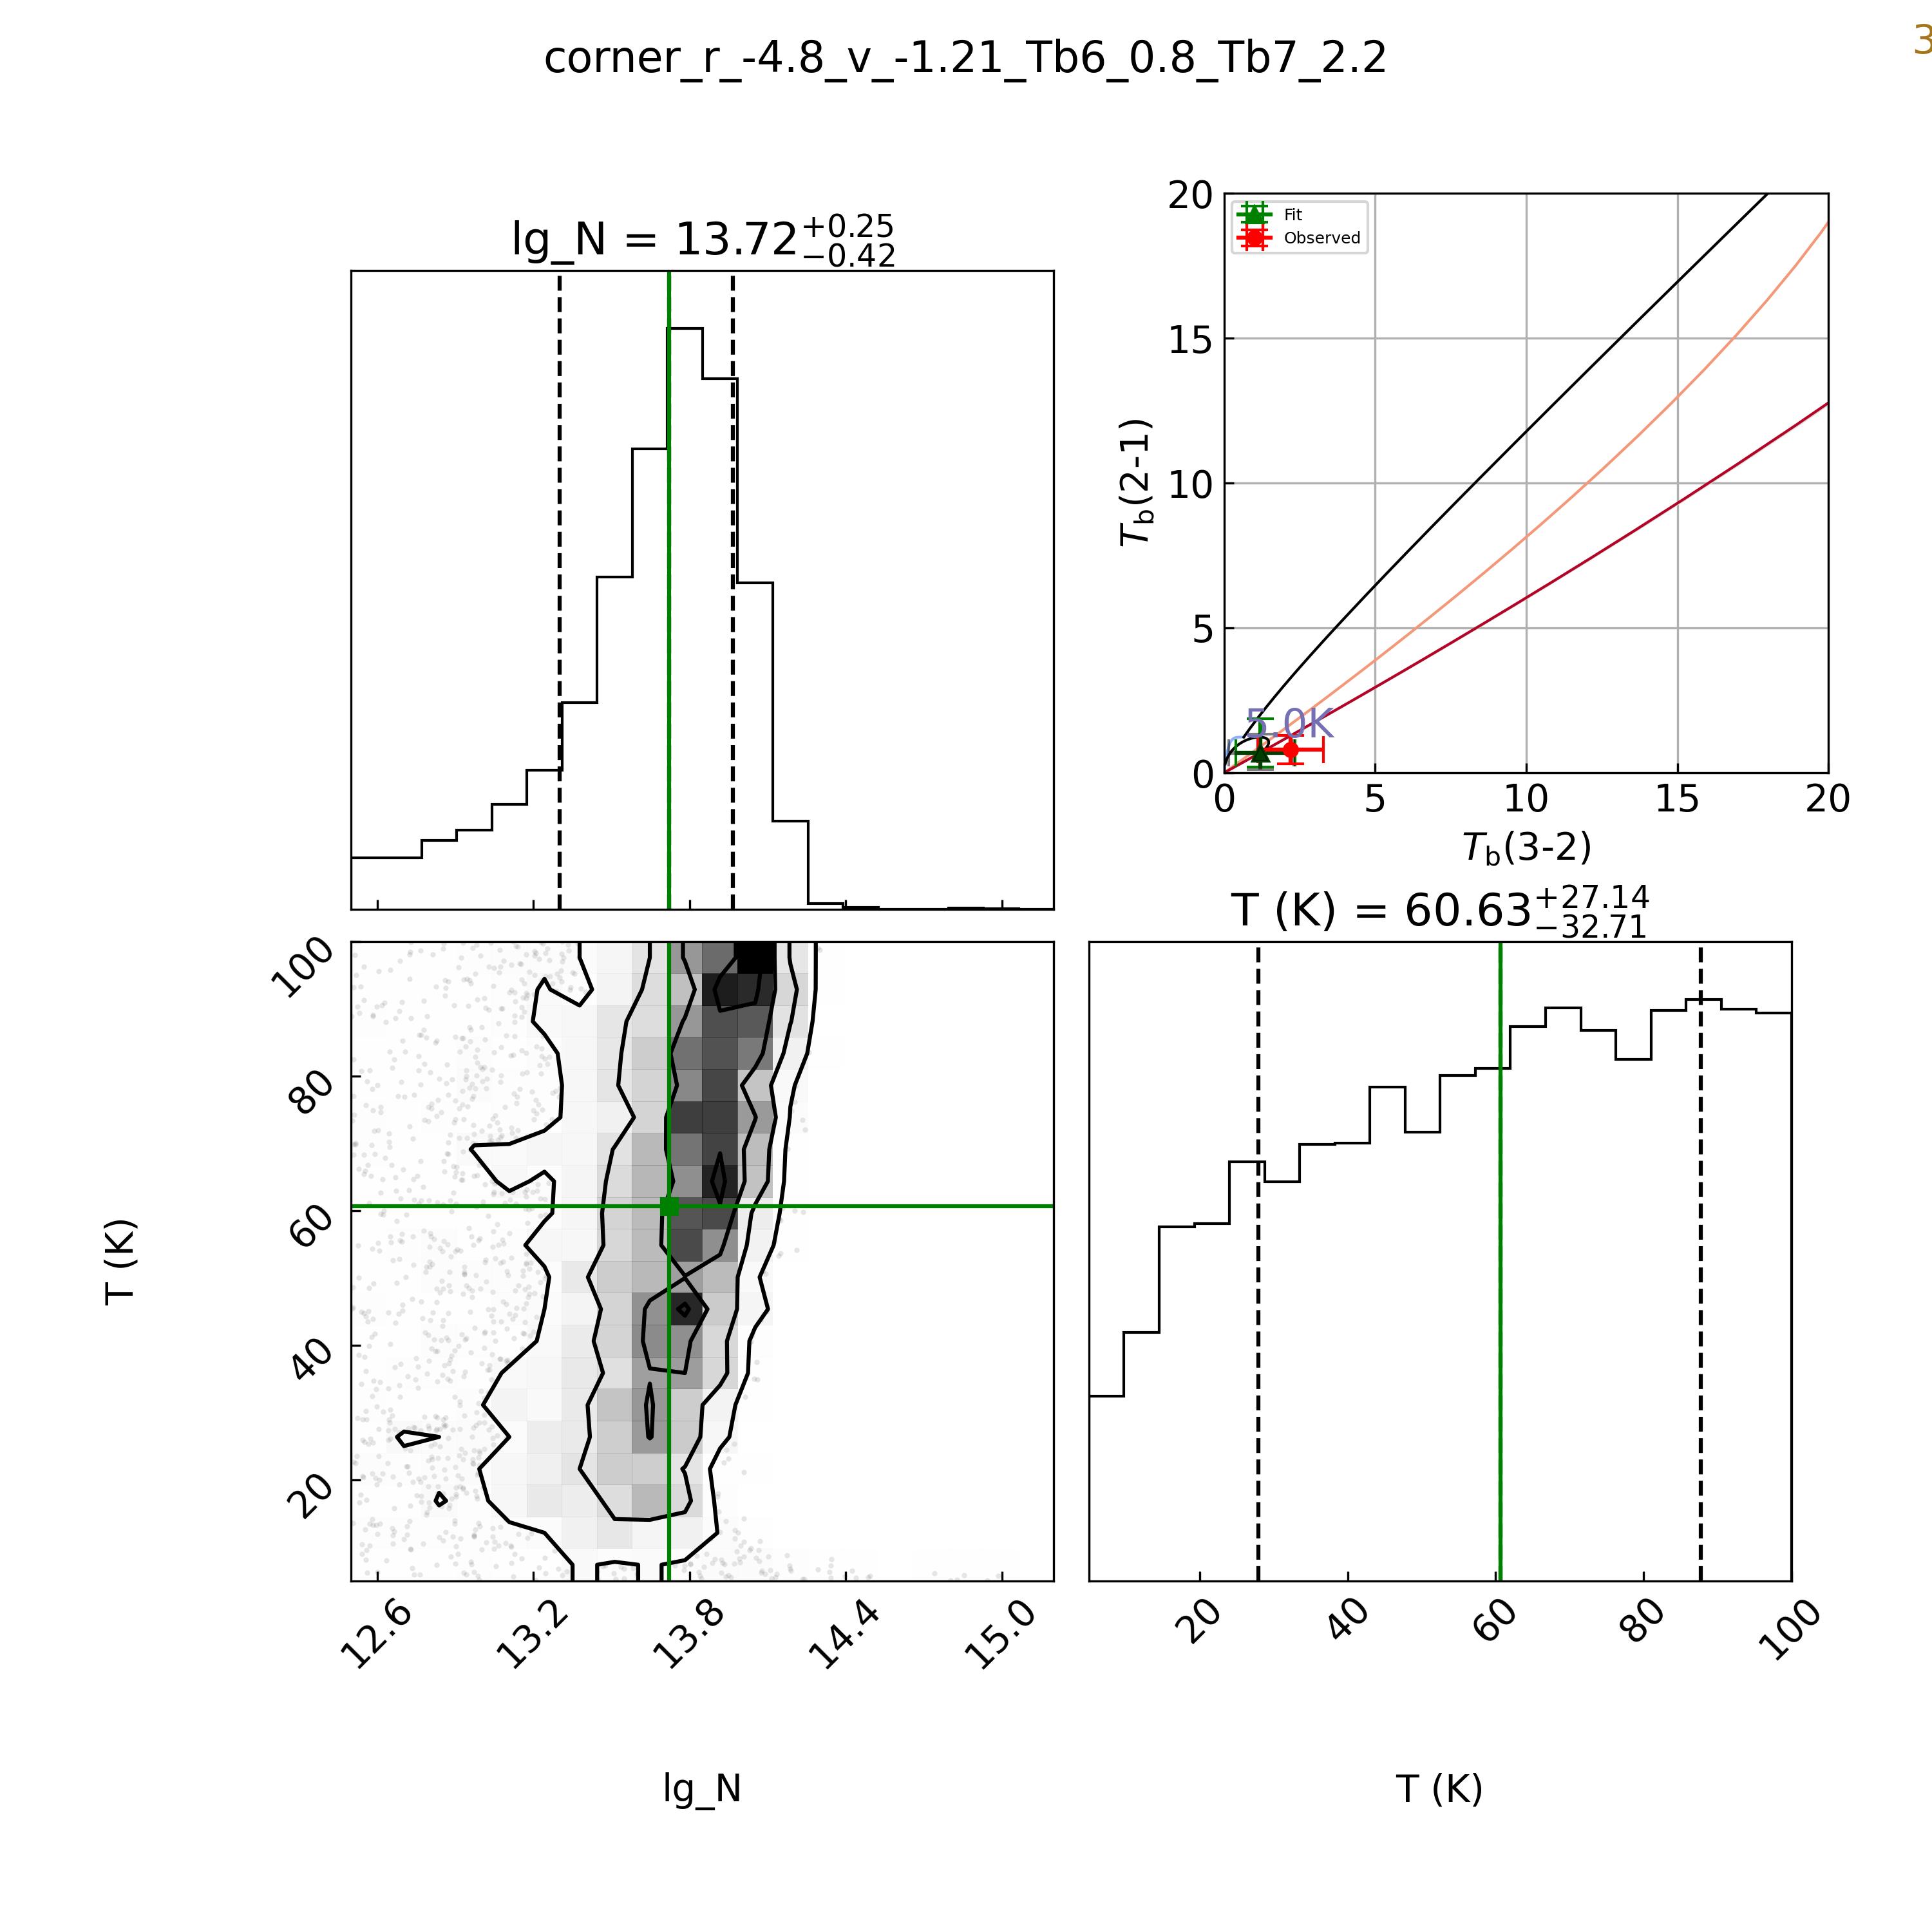 corner_r_-4.8_v_-1.21_Tb6_0.8_Tb7_2.2
3
lg_N = 13.72 +0.25 −0.42
20
15
10
5
0
T_b(2-1)
Fit
Observed
5.0K
0 5 10 15 20
T_b(3-2)
T (K) = 60.63 +27.14 −32.71
100
80
60
40
20
T (K)
12.6 13.2 13.8 14.4 15.0
lg_N
20 40 60 80 100
T (K)